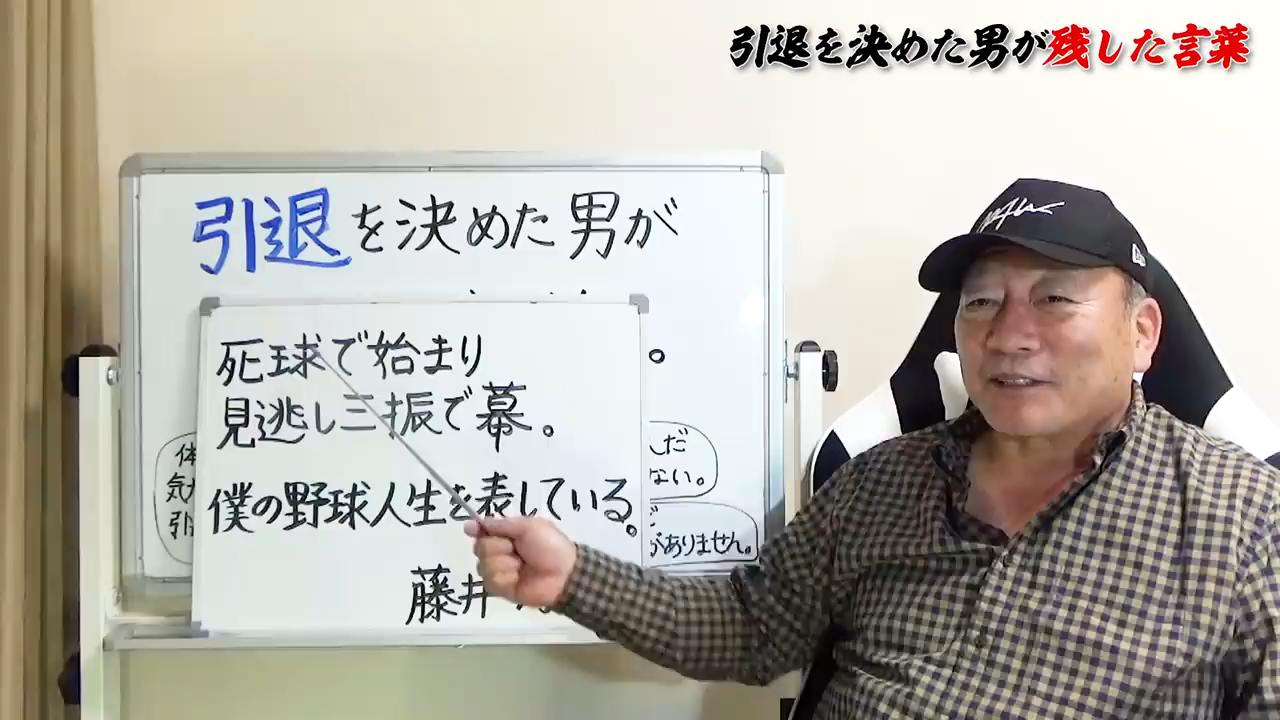 引退を決めた男が残した言葉
引退を決めた男が
死球で始まり
見逃し三振で幕。
僕の野球人生を表している。
藤井
体
気
引
んだ
ない。
がありません。